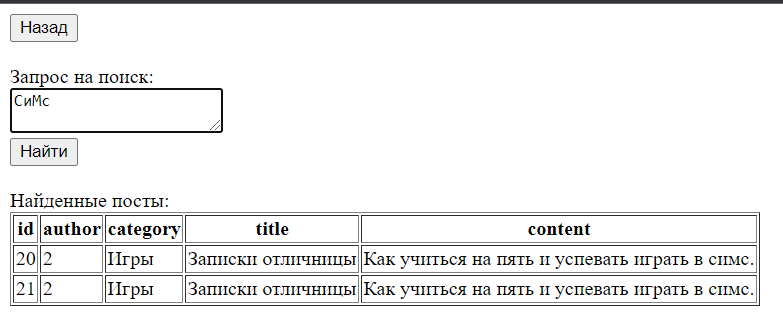 Назад
Запрос на поиск:
СиМс
Найти
Найденные посты:
id author category title content
20 2 Игры Записки отличницы Как учиться на пять и успевать играть в симс.
21 2 Игры Записки отличницы Как учиться на пять и успевать играть в симс.